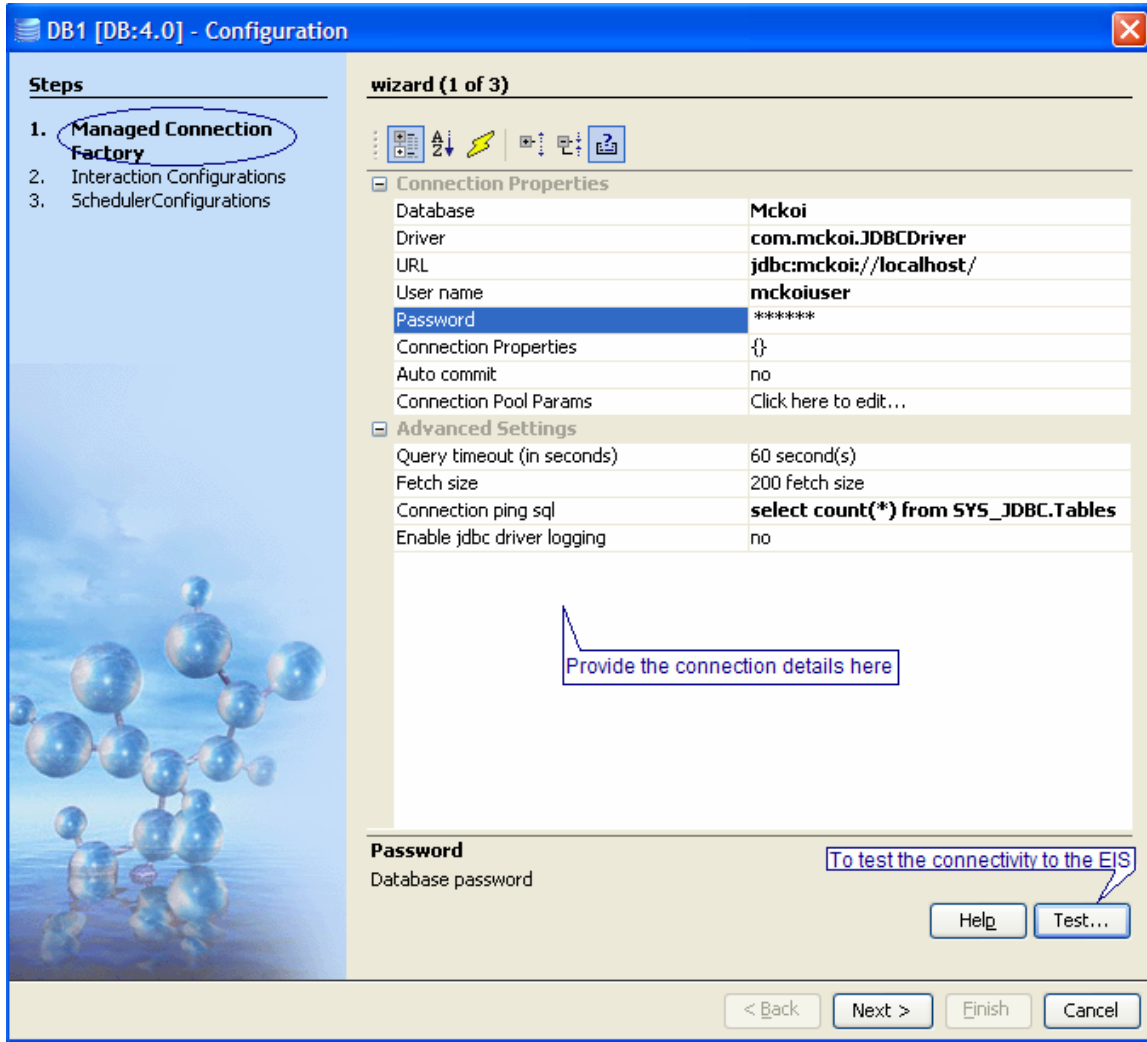 DB1 [DB:4.0] - Configuration
Steps
1. Managed Connection
Factory
2. Interaction Configurations
3. SchedulerConfigurations
wizard (1 of 3)
Connection Properties
Database Mckoi
Driver com.mckoi.JDBCDriver
URL jdbc:mckoi://localhost/
User name mckoiuser
Password ******
Connection Properties {}
Auto commit no
Connection Pool Params Click here to edit...
Advanced Settings
Query timeout (in seconds) 60 second(s)
Fetch size 200 fetch size
Connection ping sql select count(*) from SYS_JDBC.Tables
Enable jdbc driver logging no
Provide the connection details here
Password
Database password
To test the connectivity to the EIS
Help Test...
< Back Next > Finish Cancel